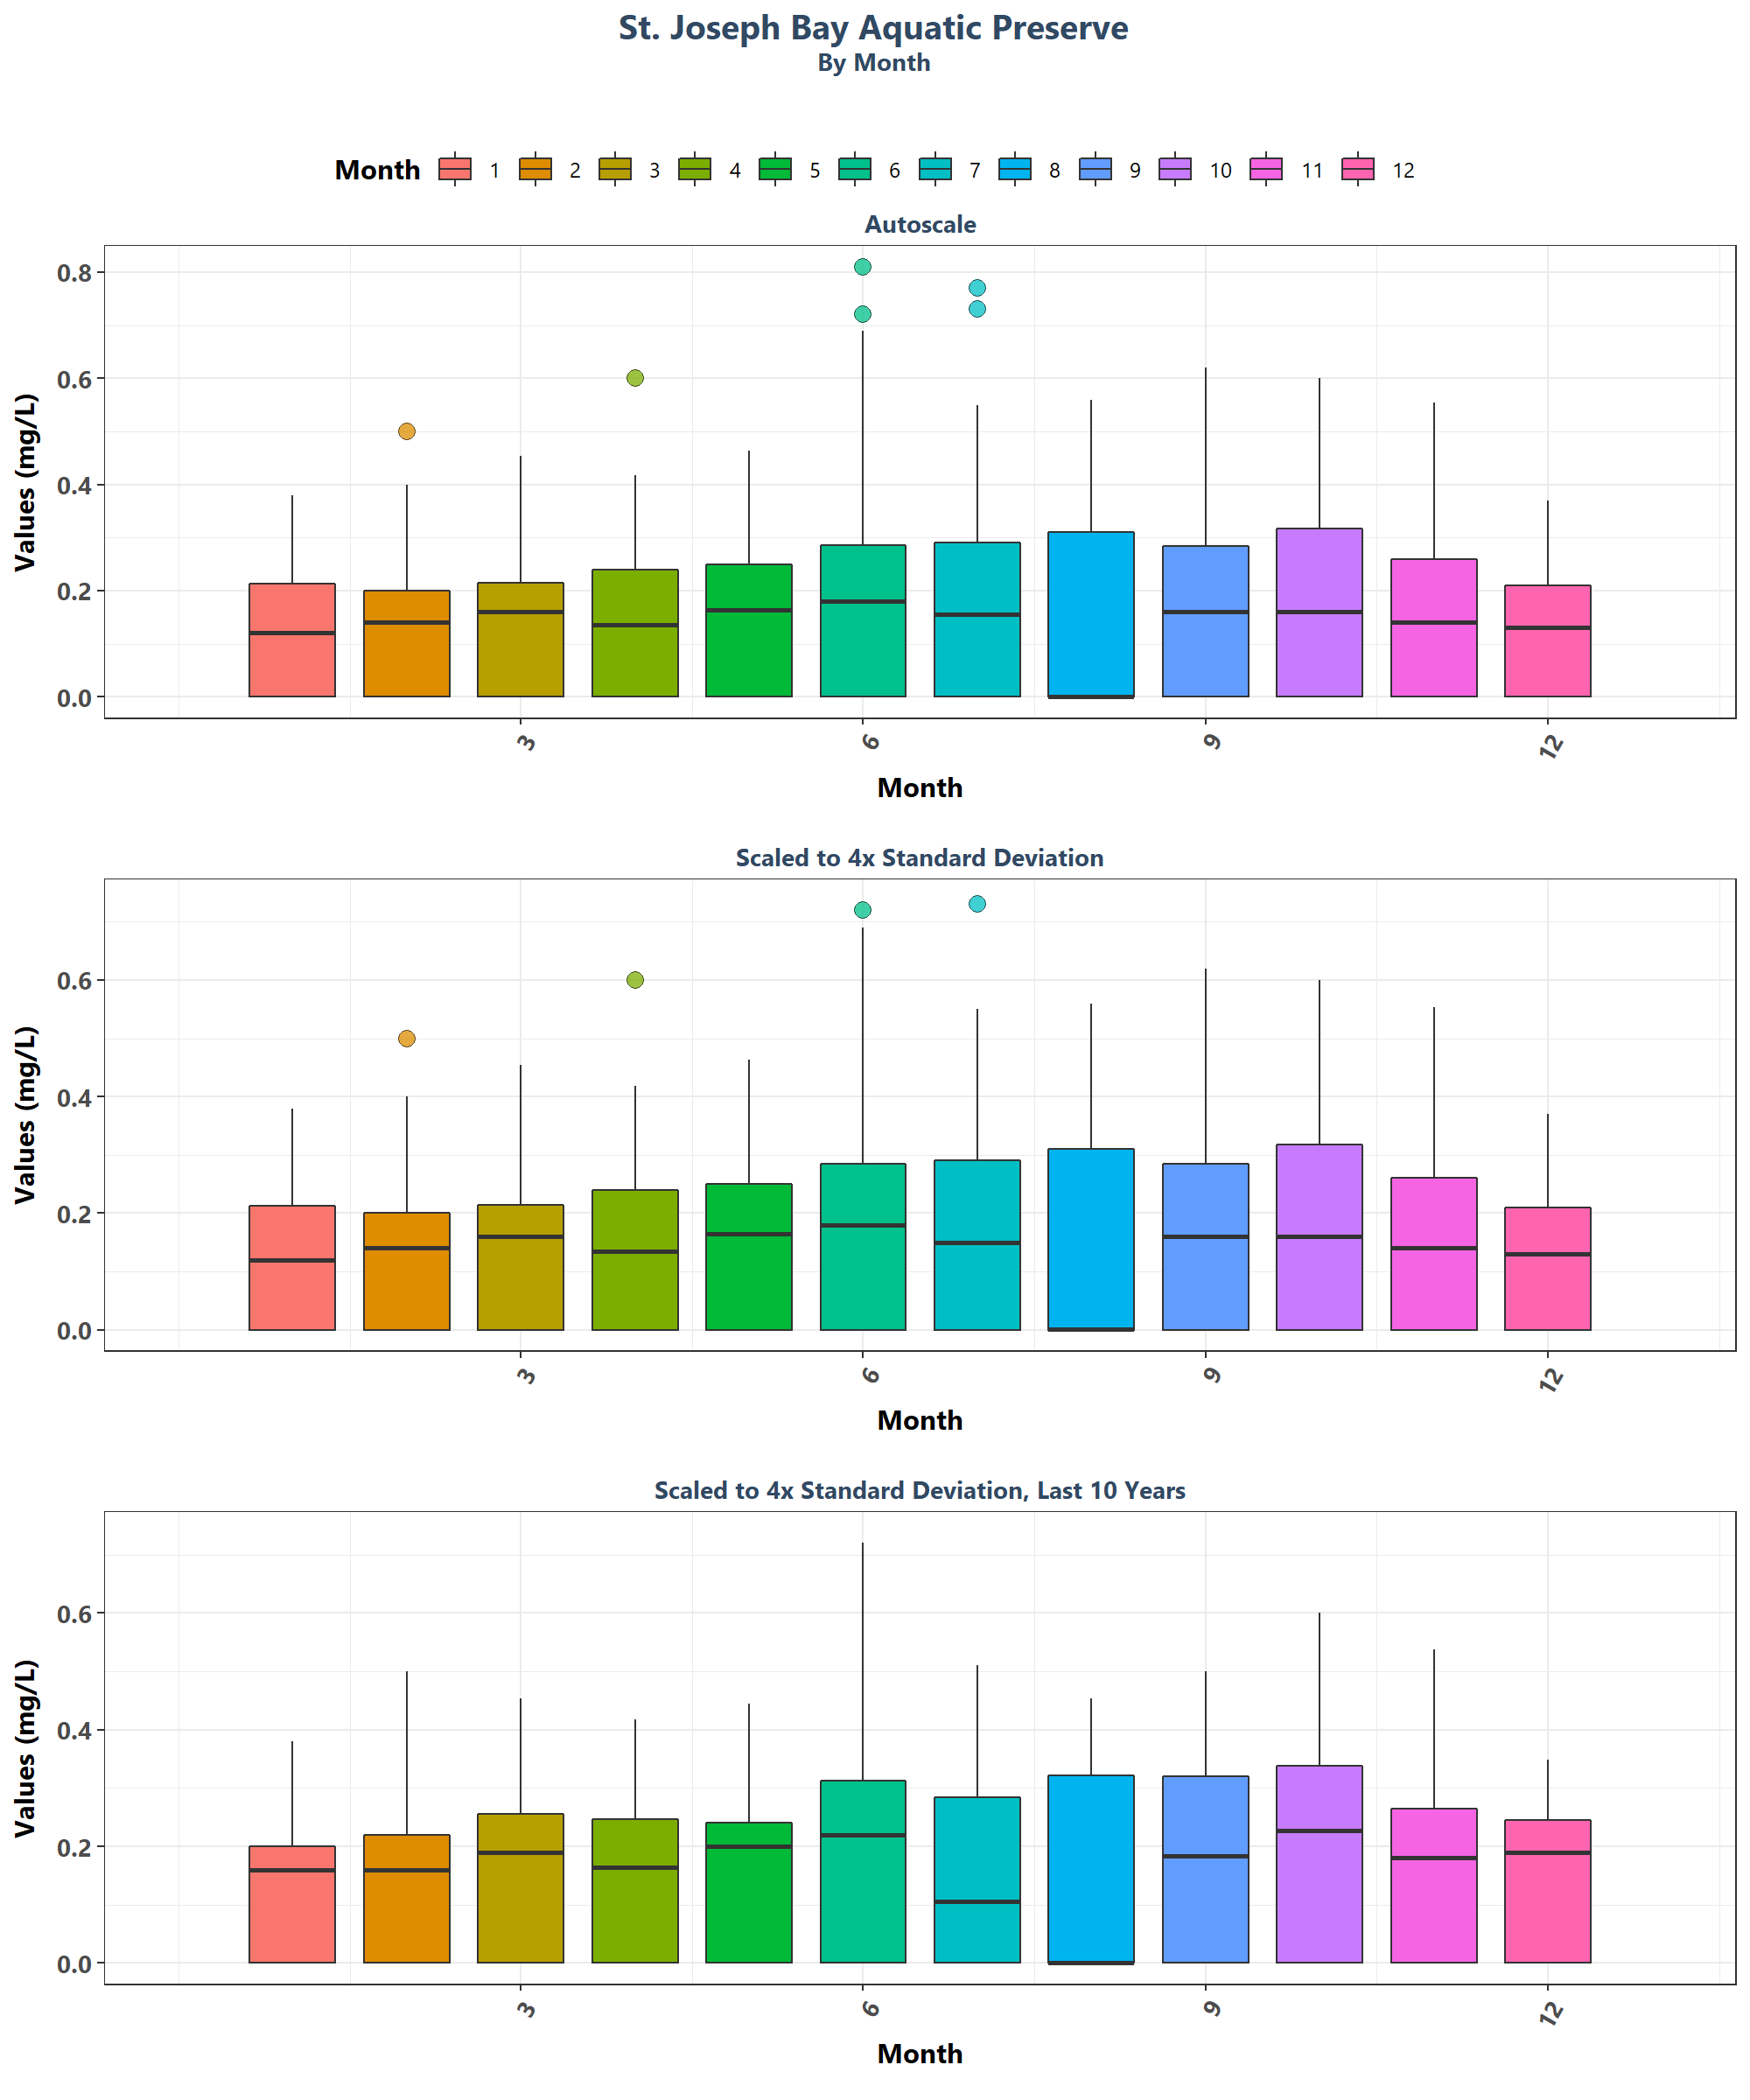 St. Joseph Bay Aquatic Preserve
By Month
Month 1 2 3 4 5 6 7 8 9 10 11 12
Autoscale
Values (mg/L)
0.8
0.6
0.4
0.2
0.0
3 6 9 12
Month
Scaled to 4x Standard Deviation
Values (mg/L)
0.6
0.4
0.2
0.0
3 6 9 12
Month
Scaled to 4x Standard Deviation, Last 10 Years
Values (mg/L)
0.6
0.4
0.2
0.0
3 6 9 12
Month